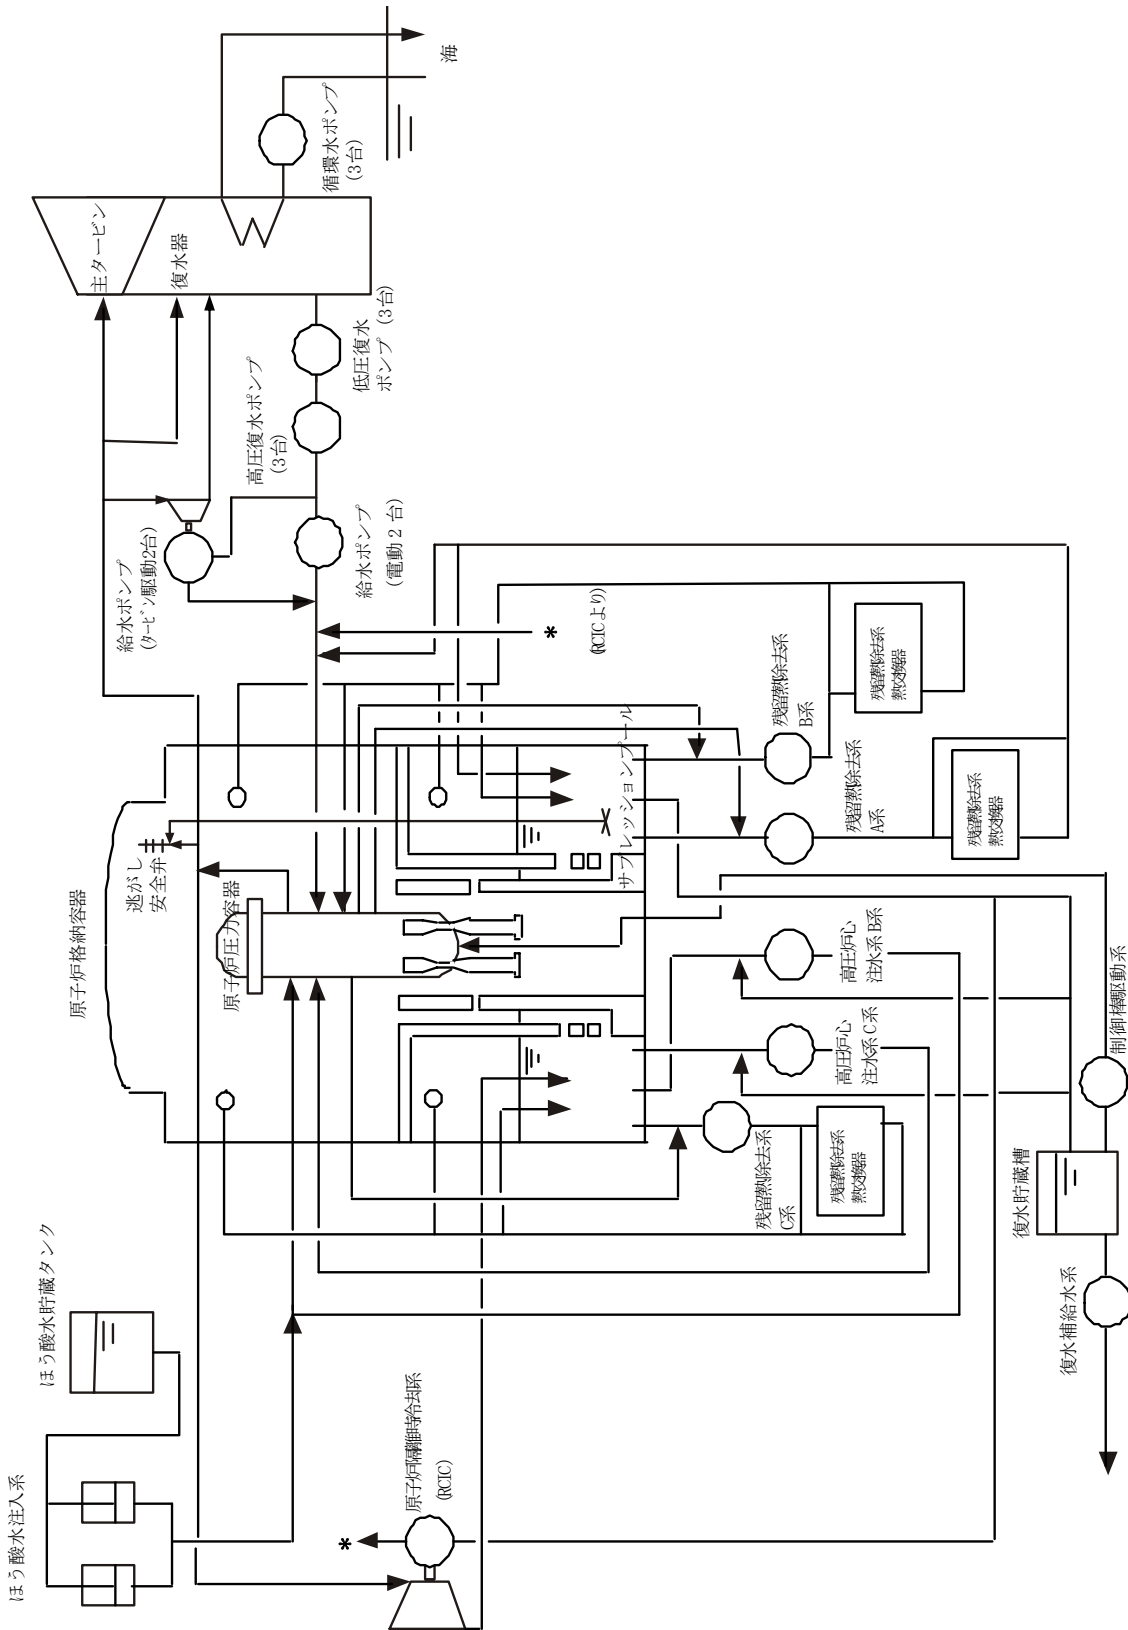 ほう酸水注入系
ほう酸水貯蔵タンク
原子炉格納容器
逃がし
安全弁
原子炉圧力容器
給水ポンプ
(タービン駆動2台)
主タービン
復水器
高圧復水ポンプ
(3台)
循環水ポンプ
(3台)
海
低圧復水
ポンプ (3台)
給水ポンプ
(電動 2 台)
*
原子炉隔離時冷却系
(RCIC)
*
(RCICより)
サプレッションプール
残留熱除去系
C系
残留熱除去系
熱交換器
高圧炉心
注水系 C系
高圧炉心
注水系 B系
残留熱除去系
A系
残留熱除去系
B系
残留熱除去系
熱交換器
残留熱除去系
熱交換器
復水貯蔵槽
復水補給水系
制御棒駆動系